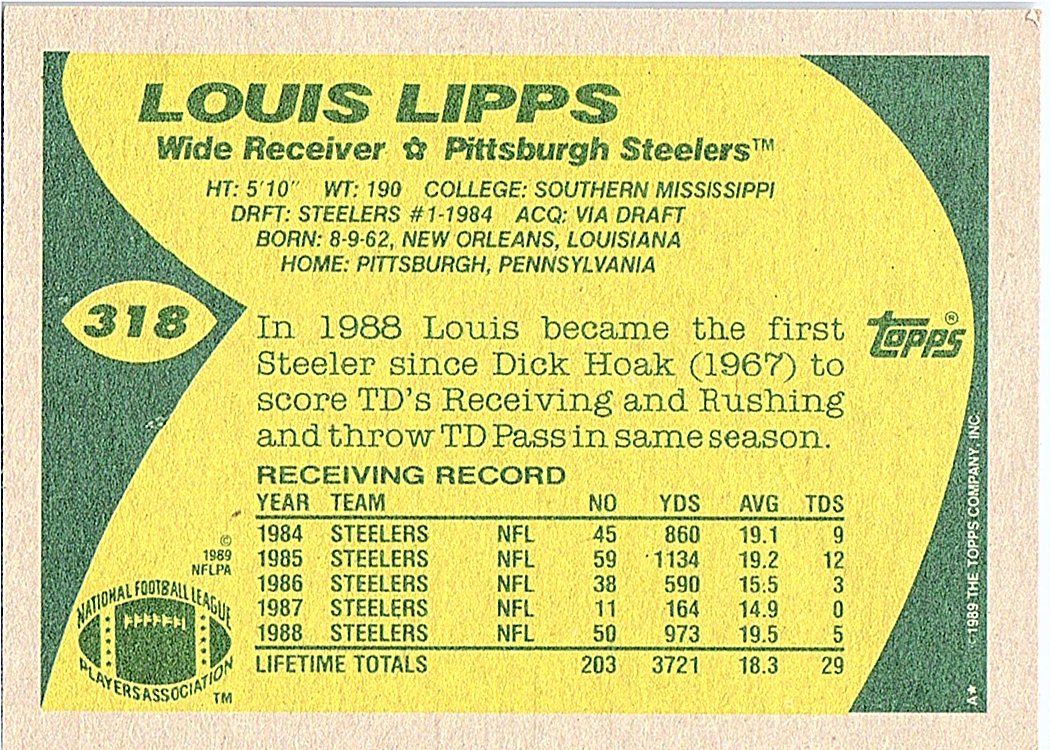 LOUIS LIPPS
Wide Receiver ✿ Pittsburgh Steelers™
HT: 5'10" WT: 190 COLLEGE: SOUTHERN MISSISSIPPI
DRFT: STEELERS #1-1984 ACQ: VIA DRAFT
BORN: 8-9-62, NEW ORLEANS, LOUISIANA
HOME: PITTSBURGH, PENNSYLVANIA
318
In 1988 Louis became the first
Steeler since Dick Hoak (1967) to
score TD's Receiving and Rushing
and throw TD Pass in same season.
topps®
RECEIVING RECORD
YEAR TEAM NO YDS AVG TDS
1984 STEELERS NFL 45 860 19.1 9
1985 STEELERS NFL 59 1134 19.2 12
1986 STEELERS NFL 38 590 15.5 3
1987 STEELERS NFL 11 164 14.9 0
1988 STEELERS NFL 50 973 19.5 5
LIFETIME TOTALS 203 3721 18.3 29
©
1989
NFLPA
NATIONAL FOOTBALL LEAGUE
PLAYERS ASSOCIATION
TM
A* -1989 THE TOPPS COMPANY, INC.